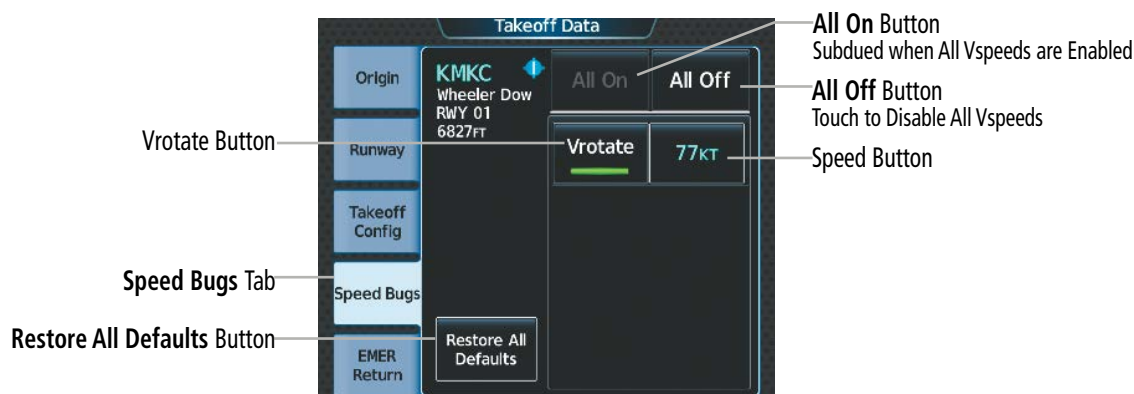 Takeoff Data
All On Button
Subdued when All Vspeeds are Enabled
All Off Button
Touch to Disable All Vspeeds
Speed Button
Vrotate Button
Speed Bugs Tab
Restore All Defaults Button
Origin
Runway
Takeoff
Config
Speed Bugs
EMER
Return
KMKC
Wheeler Dow
RWY 01
6827FT
All On
All Off
Vrotate
77KT
Restore All
Defaults